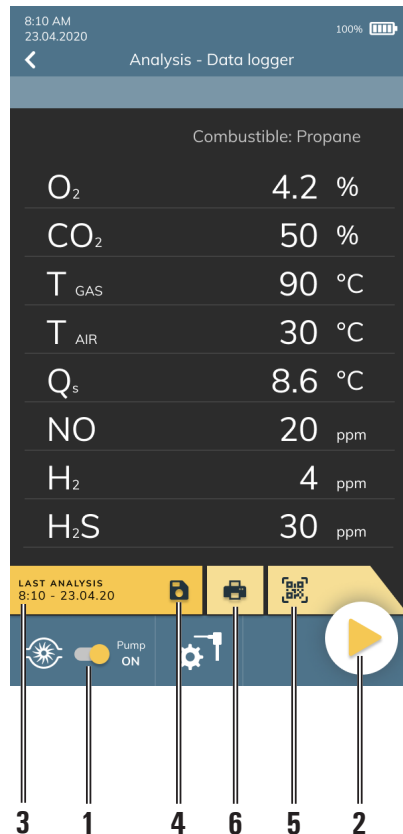 8:10 AM
23.04.2020
100%
Analysis - Data logger
Combustible: Propane
O₂ 4.2 %
CO₂ 50 %
T GAS 90 °C
T AIR 30 °C
Qₛ 8.6 °C
NO 20 ppm
H₂ 4 ppm
H₂S 30 ppm
LAST ANALYSIS
8:10 - 23.04.20
Pump
ON
3 1 4 6 5 2